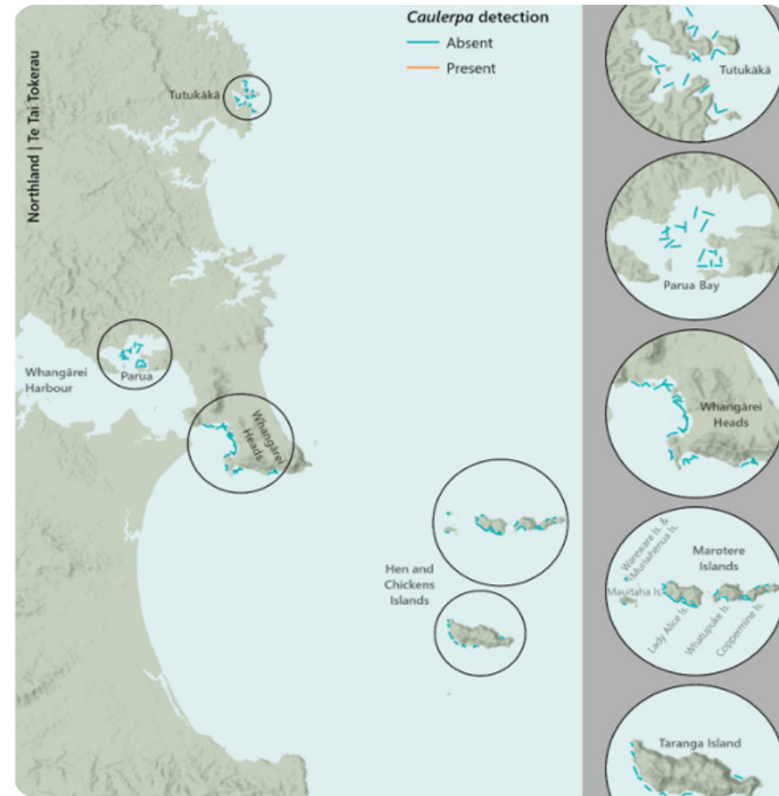 Northland | Te Tai Tokerau
Caulerpa detection
Absent
Present
Tutukākā
Whangārei
Harbour
Parua
Whangārei
Heads
Hen and
Chickens
Islands
Tutukākā
Parua Bay
Whangārei
Heads
Wareware Is. &
Muriwhenua Is.
Marotere
Islands
Mauitaha Is.
Lady Alice Is.
Whatupuke Is.
Coppermine Is.
Taranga Island